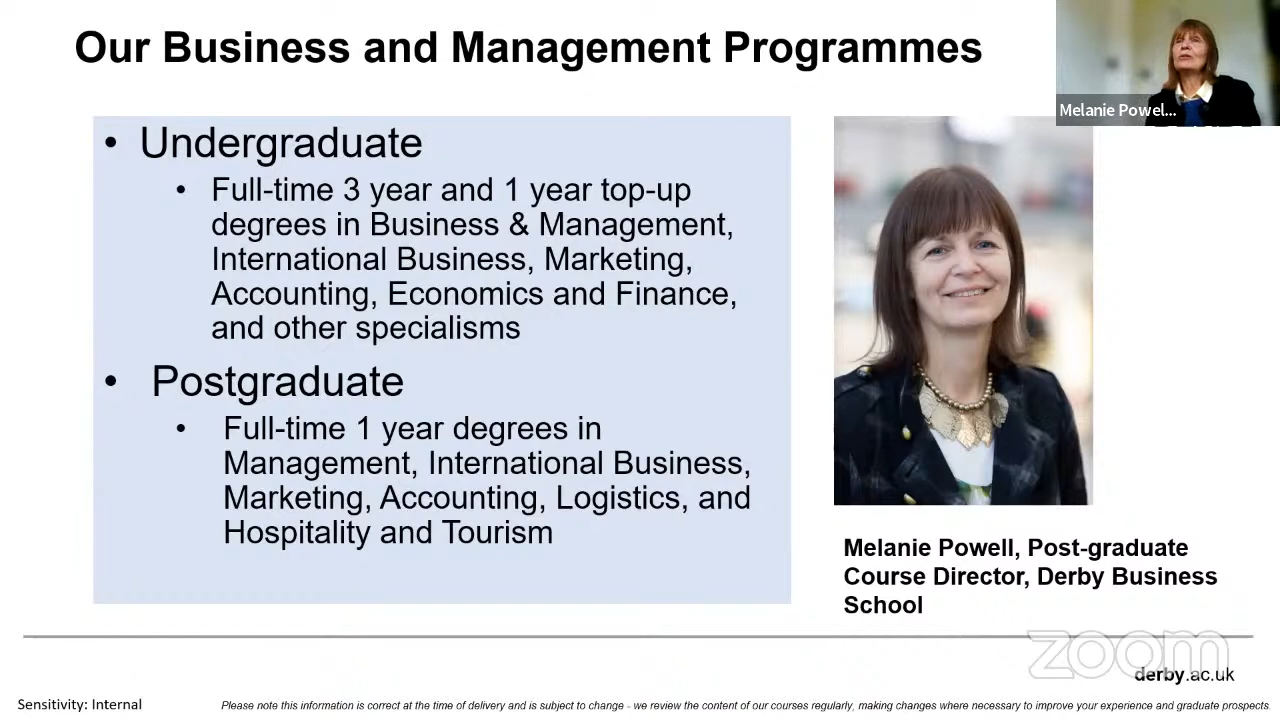 Our Business and Management Programmes
Melanie Powel...
• Undergraduate
• Full-time 3 year and 1 year top-up
degrees in Business & Management,
International Business, Marketing,
Accounting, Economics and Finance,
and other specialisms
• Postgraduate
• Full-time 1 year degrees in
Management, International Business,
Marketing, Accounting, Logistics, and
Hospitality and Tourism
Melanie Powell, Post-graduate
Course Director, Derby Business
School
zoom
derby.ac.uk
Sensitivity: Internal
Please note this information is correct at the time of delivery and is subject to change - we review the content of our courses regularly, making changes where necessary to improve your experience and graduate prospects.